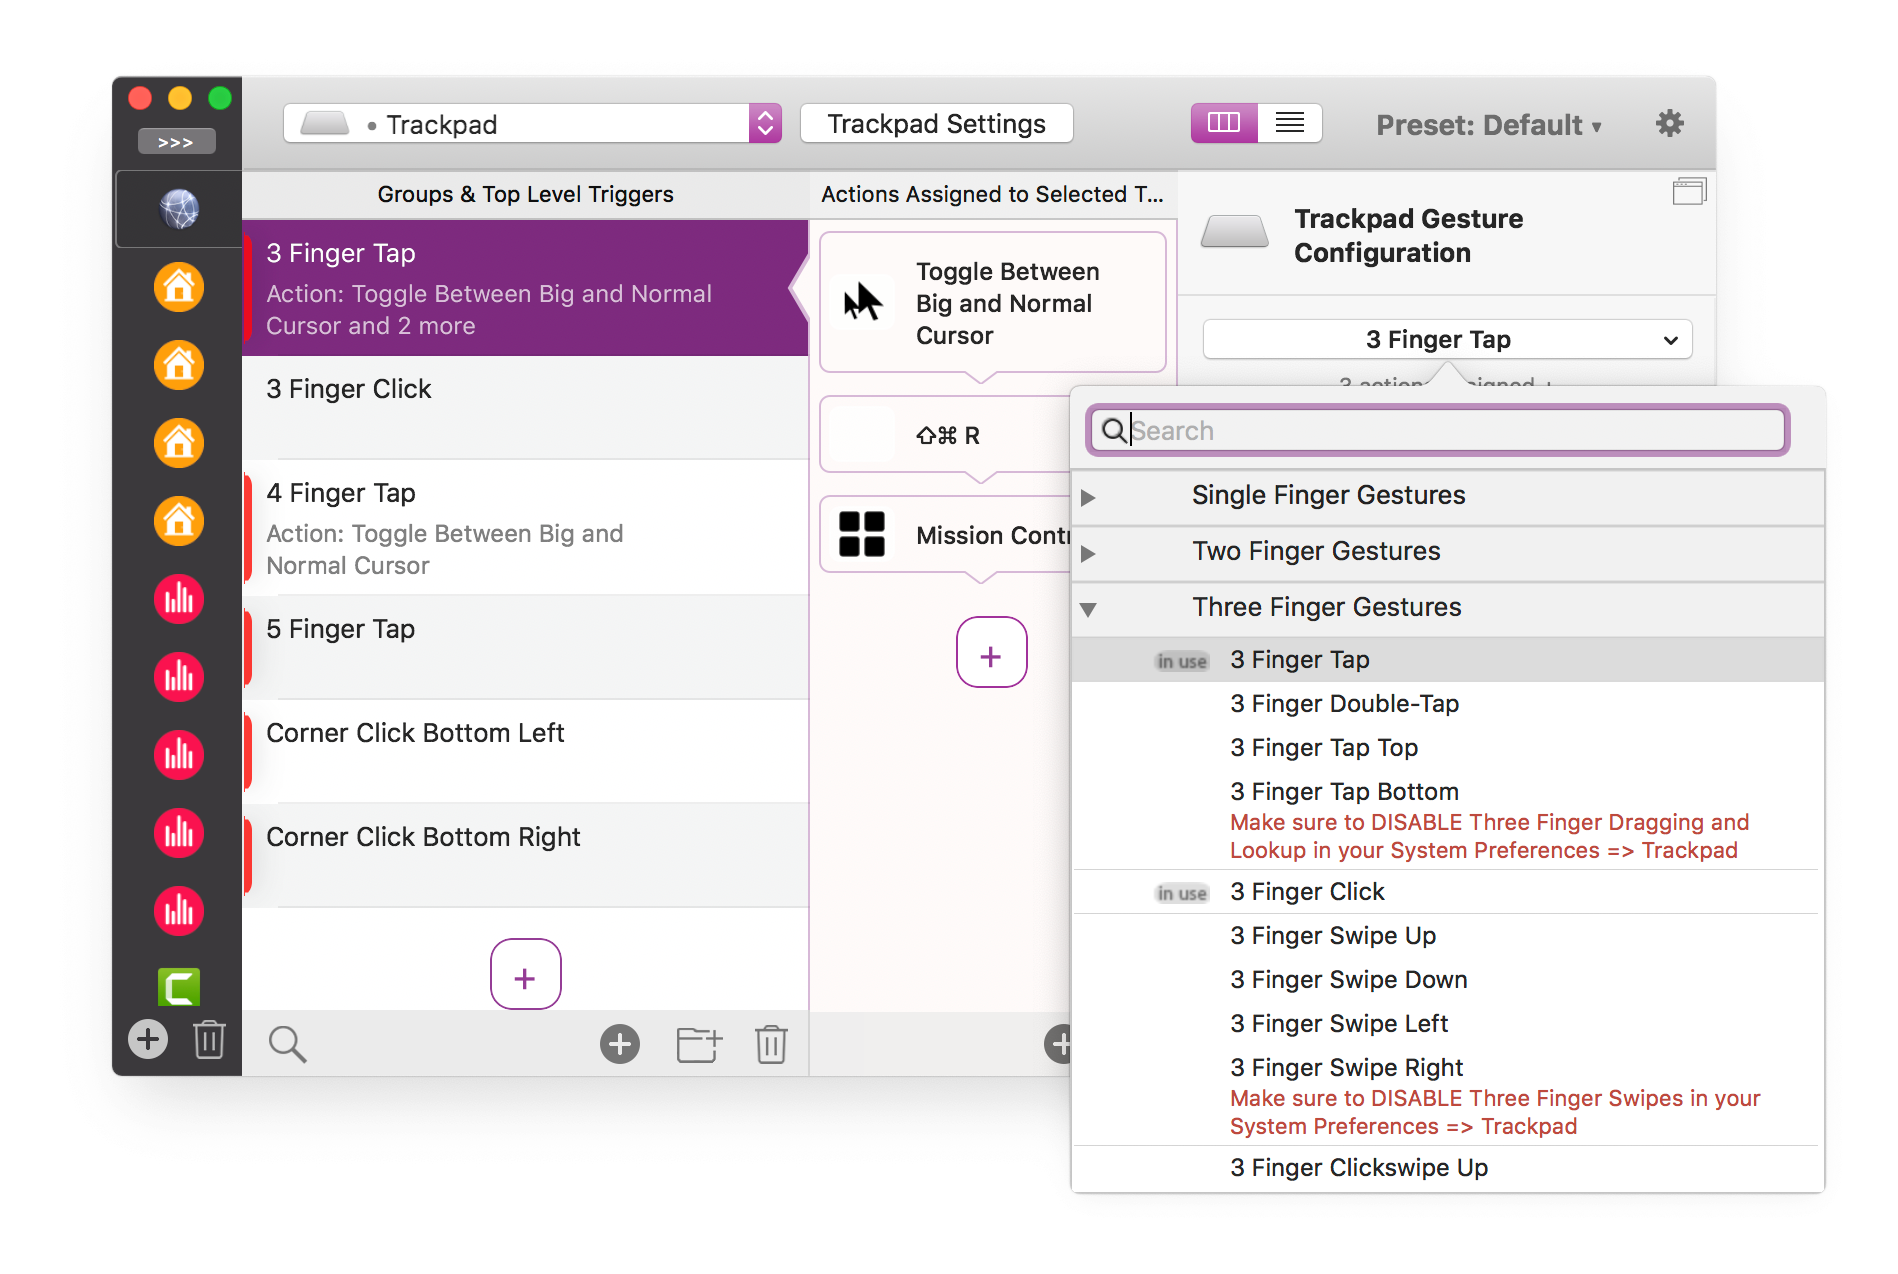 >>>
• Trackpad
Trackpad Settings
Preset: Default ▾
Groups & Top Level Triggers
3 Finger Tap
Action: Toggle Between Big and Normal
Cursor and 2 more
3 Finger Click
4 Finger Tap
Action: Toggle Between Big and
Normal Cursor
5 Finger Tap
Corner Click Bottom Left
Corner Click Bottom Right
+
Actions Assigned to Selected T...
Toggle Between
Big and Normal
Cursor
⇧⌘ R
Mission Contr
+
Trackpad Gesture
Configuration
3 Finger Tap
Search
Single Finger Gestures
Two Finger Gestures
Three Finger Gestures
in use 3 Finger Tap
3 Finger Double-Tap
3 Finger Tap Top
3 Finger Tap Bottom
Make sure to DISABLE Three Finger Dragging and
Lookup in your System Preferences => Trackpad
in use 3 Finger Click
3 Finger Swipe Up
3 Finger Swipe Down
3 Finger Swipe Left
3 Finger Swipe Right
Make sure to DISABLE Three Finger Swipes in your
System Preferences => Trackpad
3 Finger Clickswipe Up